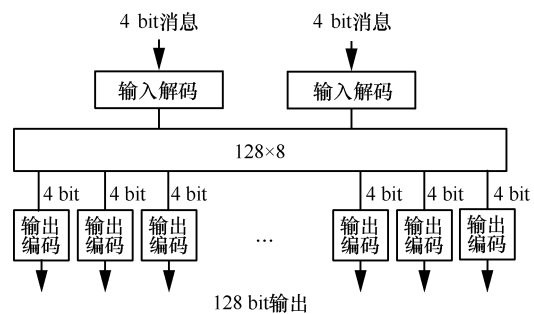 4 bit消息 4 bit消息
输入解码 输入解码
128×8
4 bit 4 bit 4 bit 4 bit 4 bit 4 bit
输出 输出 输出 输出 输出 输出
编码 编码 编码 … 编码 编码 编码
128 bit输出